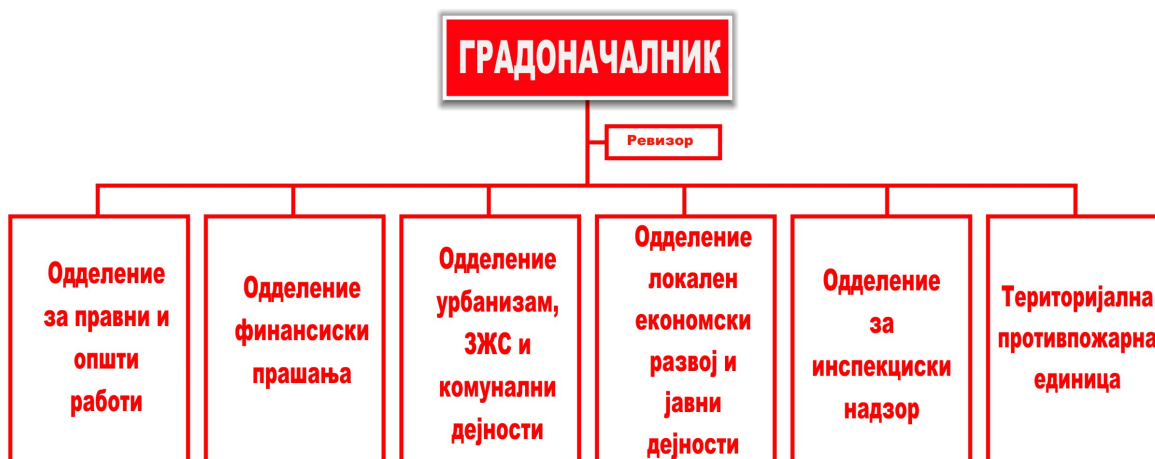 ГРАДОНАЧАЛНИК
Ревизор
Одделение
за правни и
општи
работи
Одделение
финансиски
прашања
Одделение
урбанизам,
ЗЖС и
комунални
дејности
Одделение
локален
економски
развој и
јавни
дејности
Одделение
за
инспекциски
надзор
Територијална
противпожарна
единица